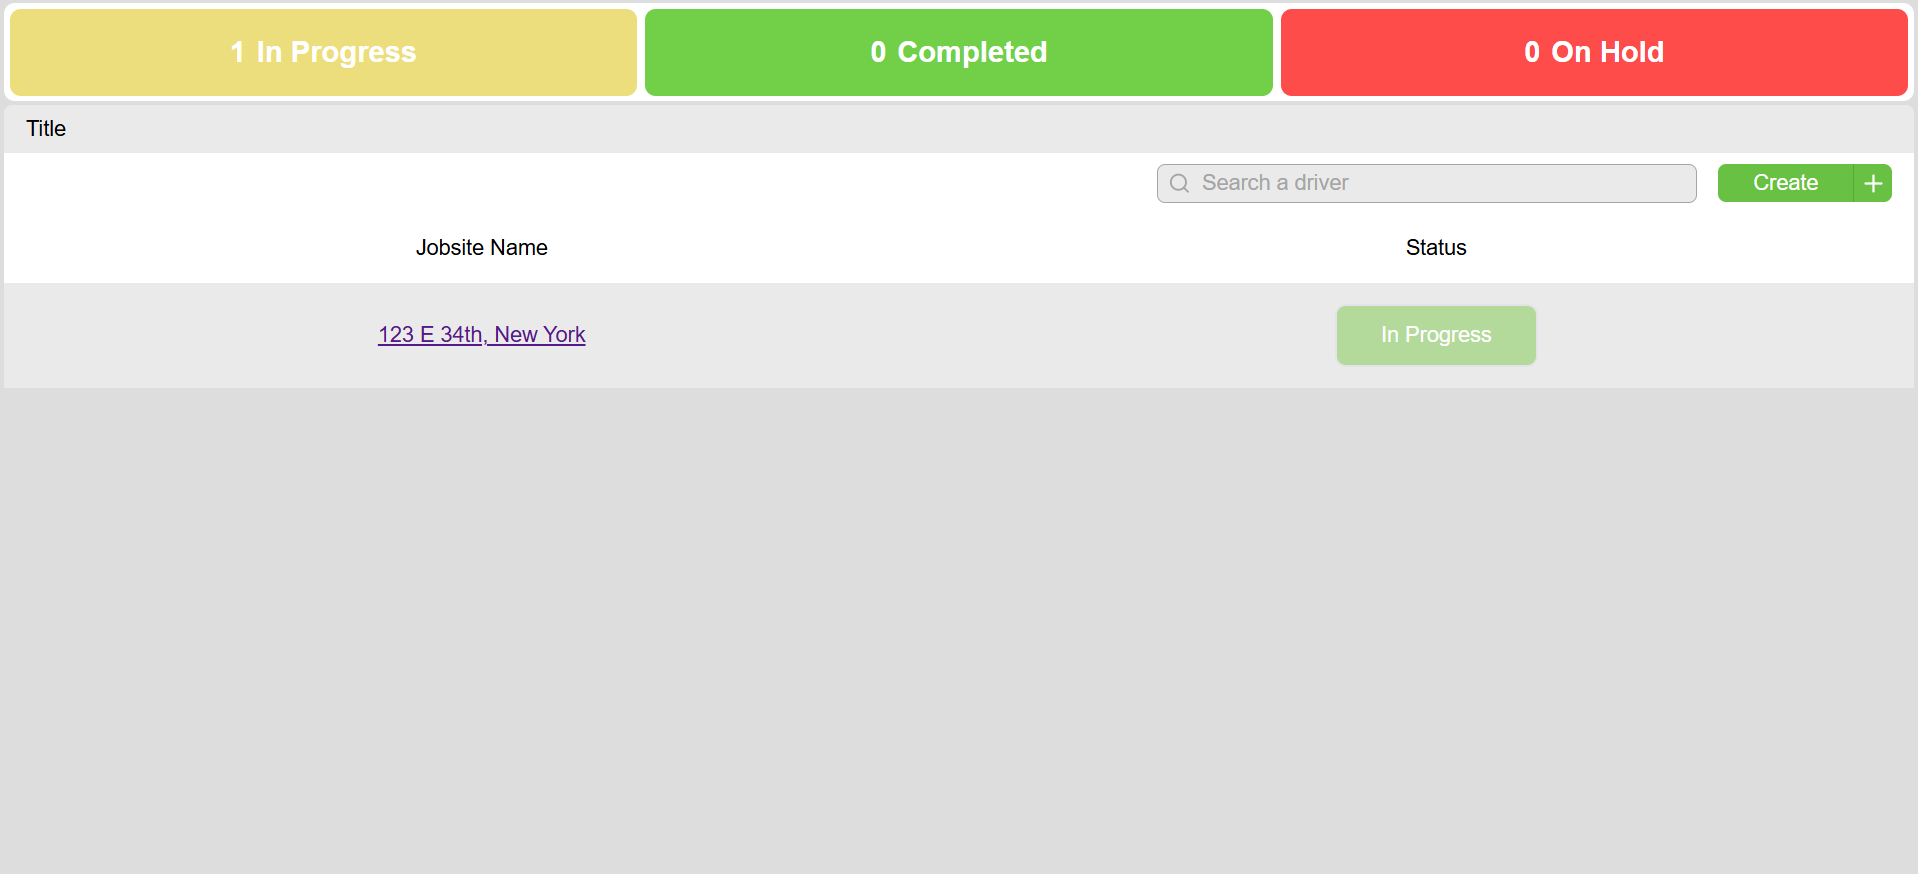 1 In Progress
0 Completed
0 On Hold
Title
Search a driver
Create
Jobsite Name
Status
123 E 34th, New York
In Progress